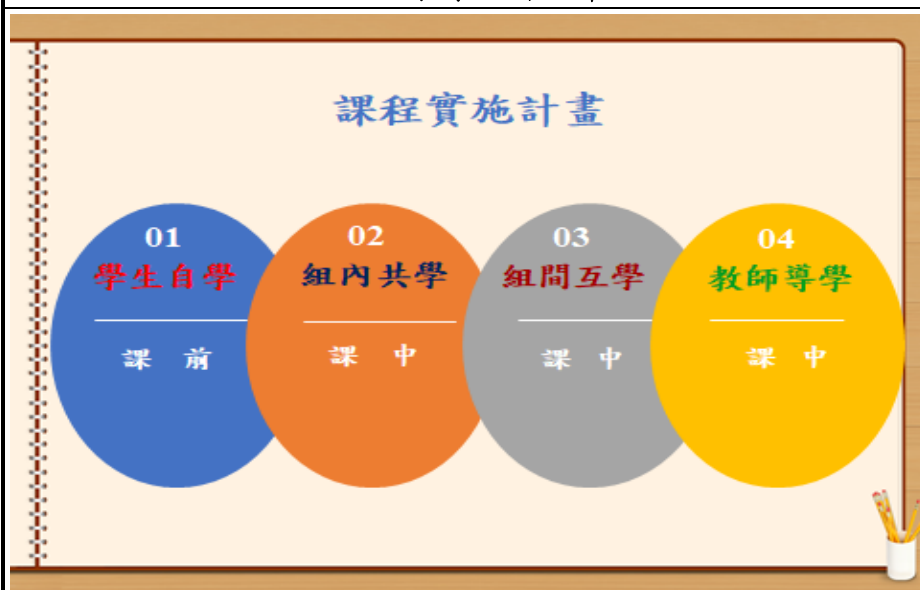 課程實施計畫
01
學生自學
課 前
02
組內共學
課 中
03
組間互學
課 中
04
教師導學
課 中